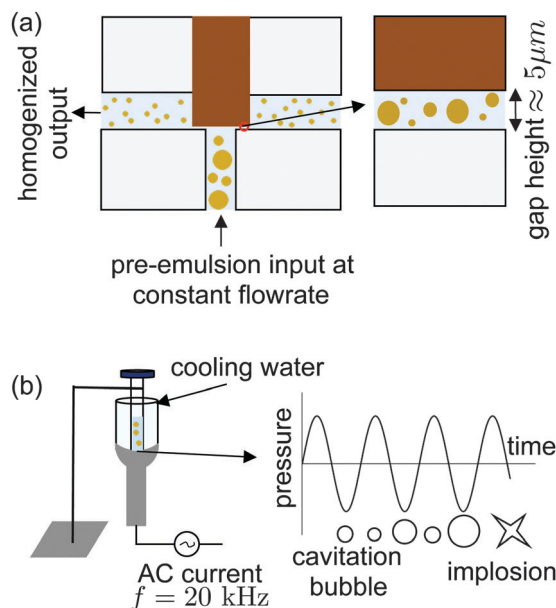 (a)
homogenized
output
gap height ≈ 5μm
pre-emulsion input at
constant flowrate
(b)
cooling water
pressure
time
cavitation
bubble
implosion
AC current
f = 20 kHz